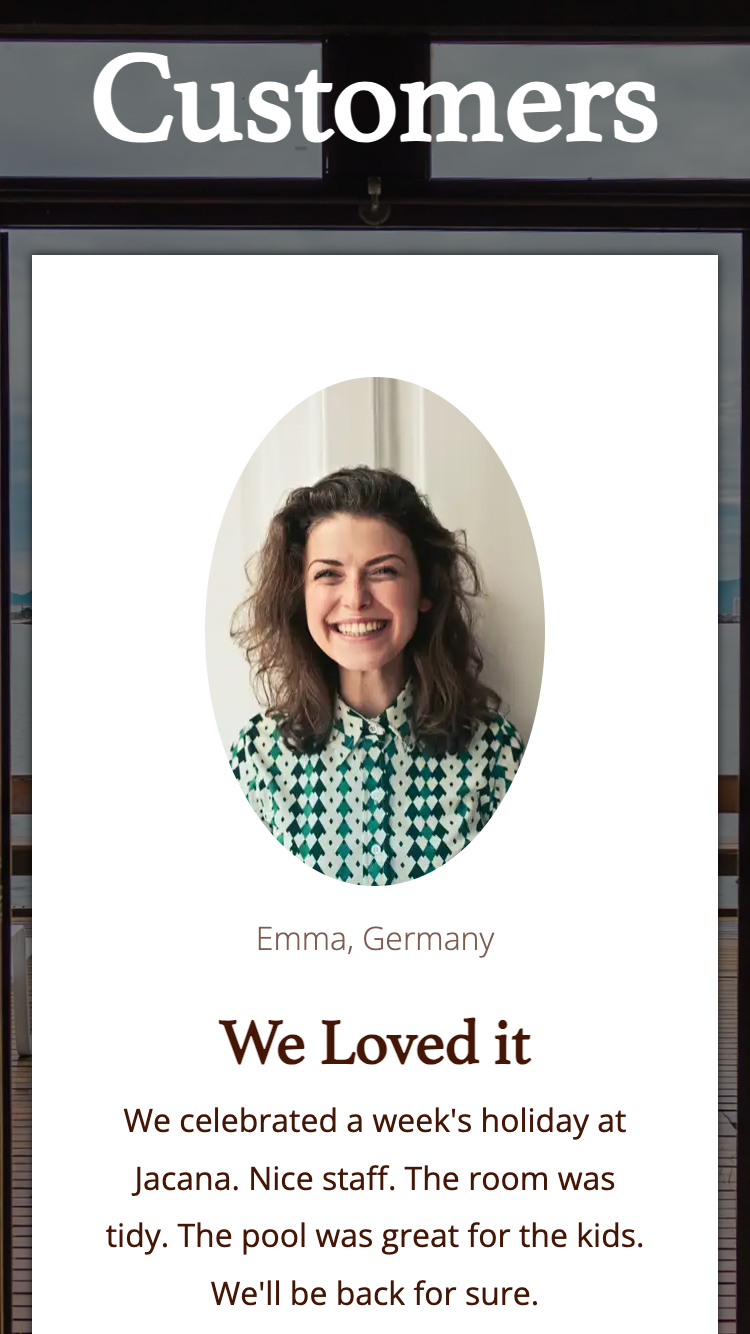 Customers
Emma, Germany
We Loved it
We celebrated a week's holiday at
Jacana. Nice staff. The room was
tidy. The pool was great for the kids.
We'll be back for sure.